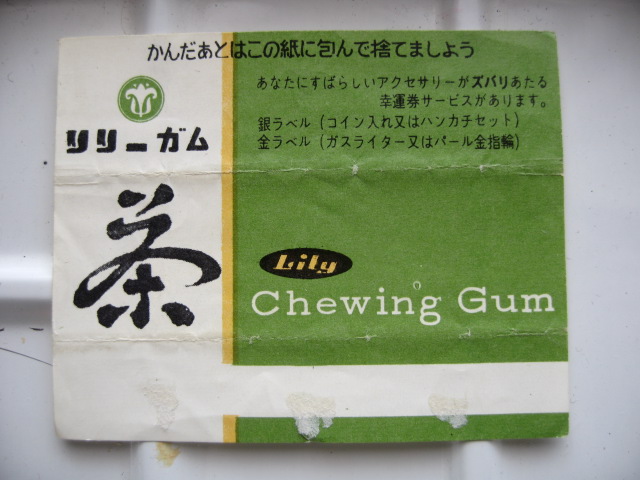 かんだあとはこの紙に包んで捨てましょう
あなたにすばらしいアクセサリーがズバリあたる
幸運券サービスがあります。
銀ラベル(コイン入れ又はハンカチセット)
金ラベル(ガスライター又はパール金指輪)
リリーガム
茶
Lily
Chewing Gum